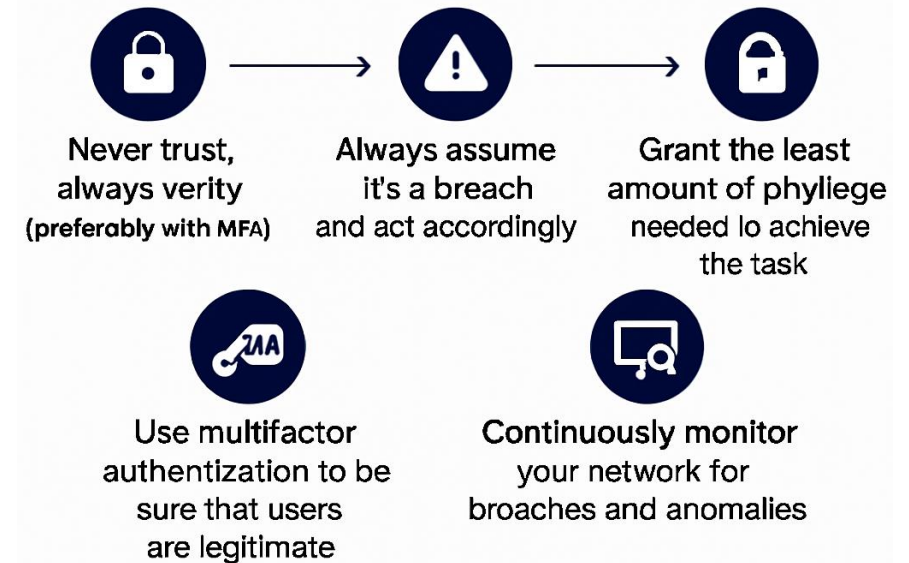 Never trust,
always verity
(preferably with MFA)
Always assume
it's a breach
and act accordingly
Grant the least
amount of phyliege
needed lo achieve
the task
Use multifactor
authentization to be
sure that users
are legitimate
Continuously monitor
your network for
broaches and anomalies